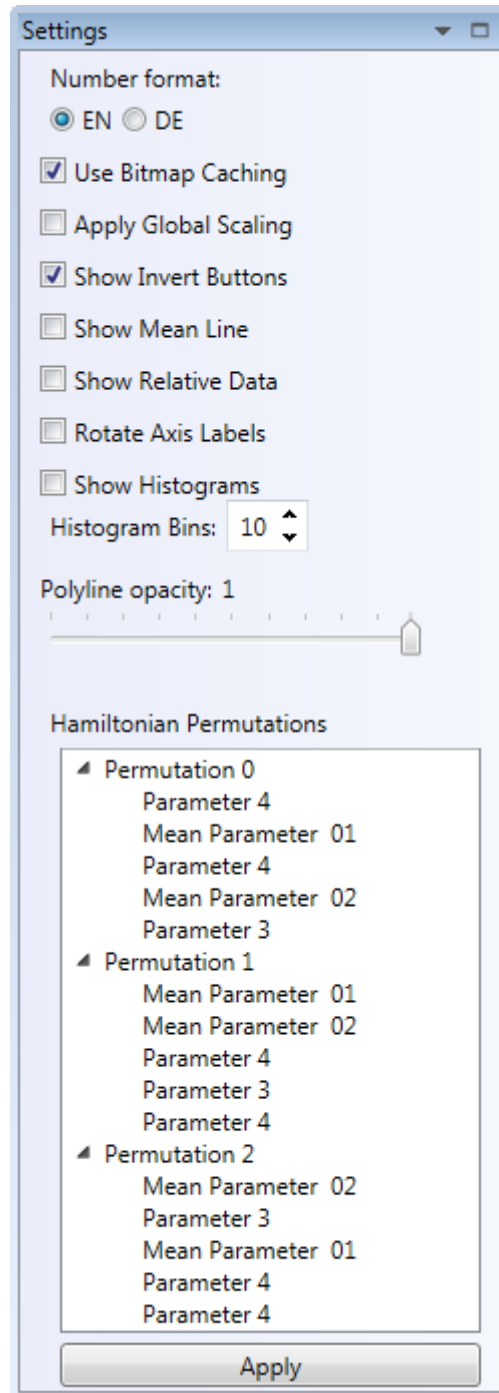 Settings
Number format:
EN DE
Use Bitmap Caching
Apply Global Scaling
Show Invert Buttons
Show Mean Line
Show Relative Data
Rotate Axis Labels
Show Histograms
Histogram Bins: 10
Polyline opacity: 1
Hamiltonian Permutations
Permutation 0
Parameter 4
Mean Parameter 01
Parameter 4
Mean Parameter 02
Parameter 3
Permutation 1
Mean Parameter 01
Mean Parameter 02
Parameter 4
Parameter 3
Parameter 4
Permutation 2
Mean Parameter 02
Parameter 3
Mean Parameter 01
Parameter 4
Parameter 4
Apply